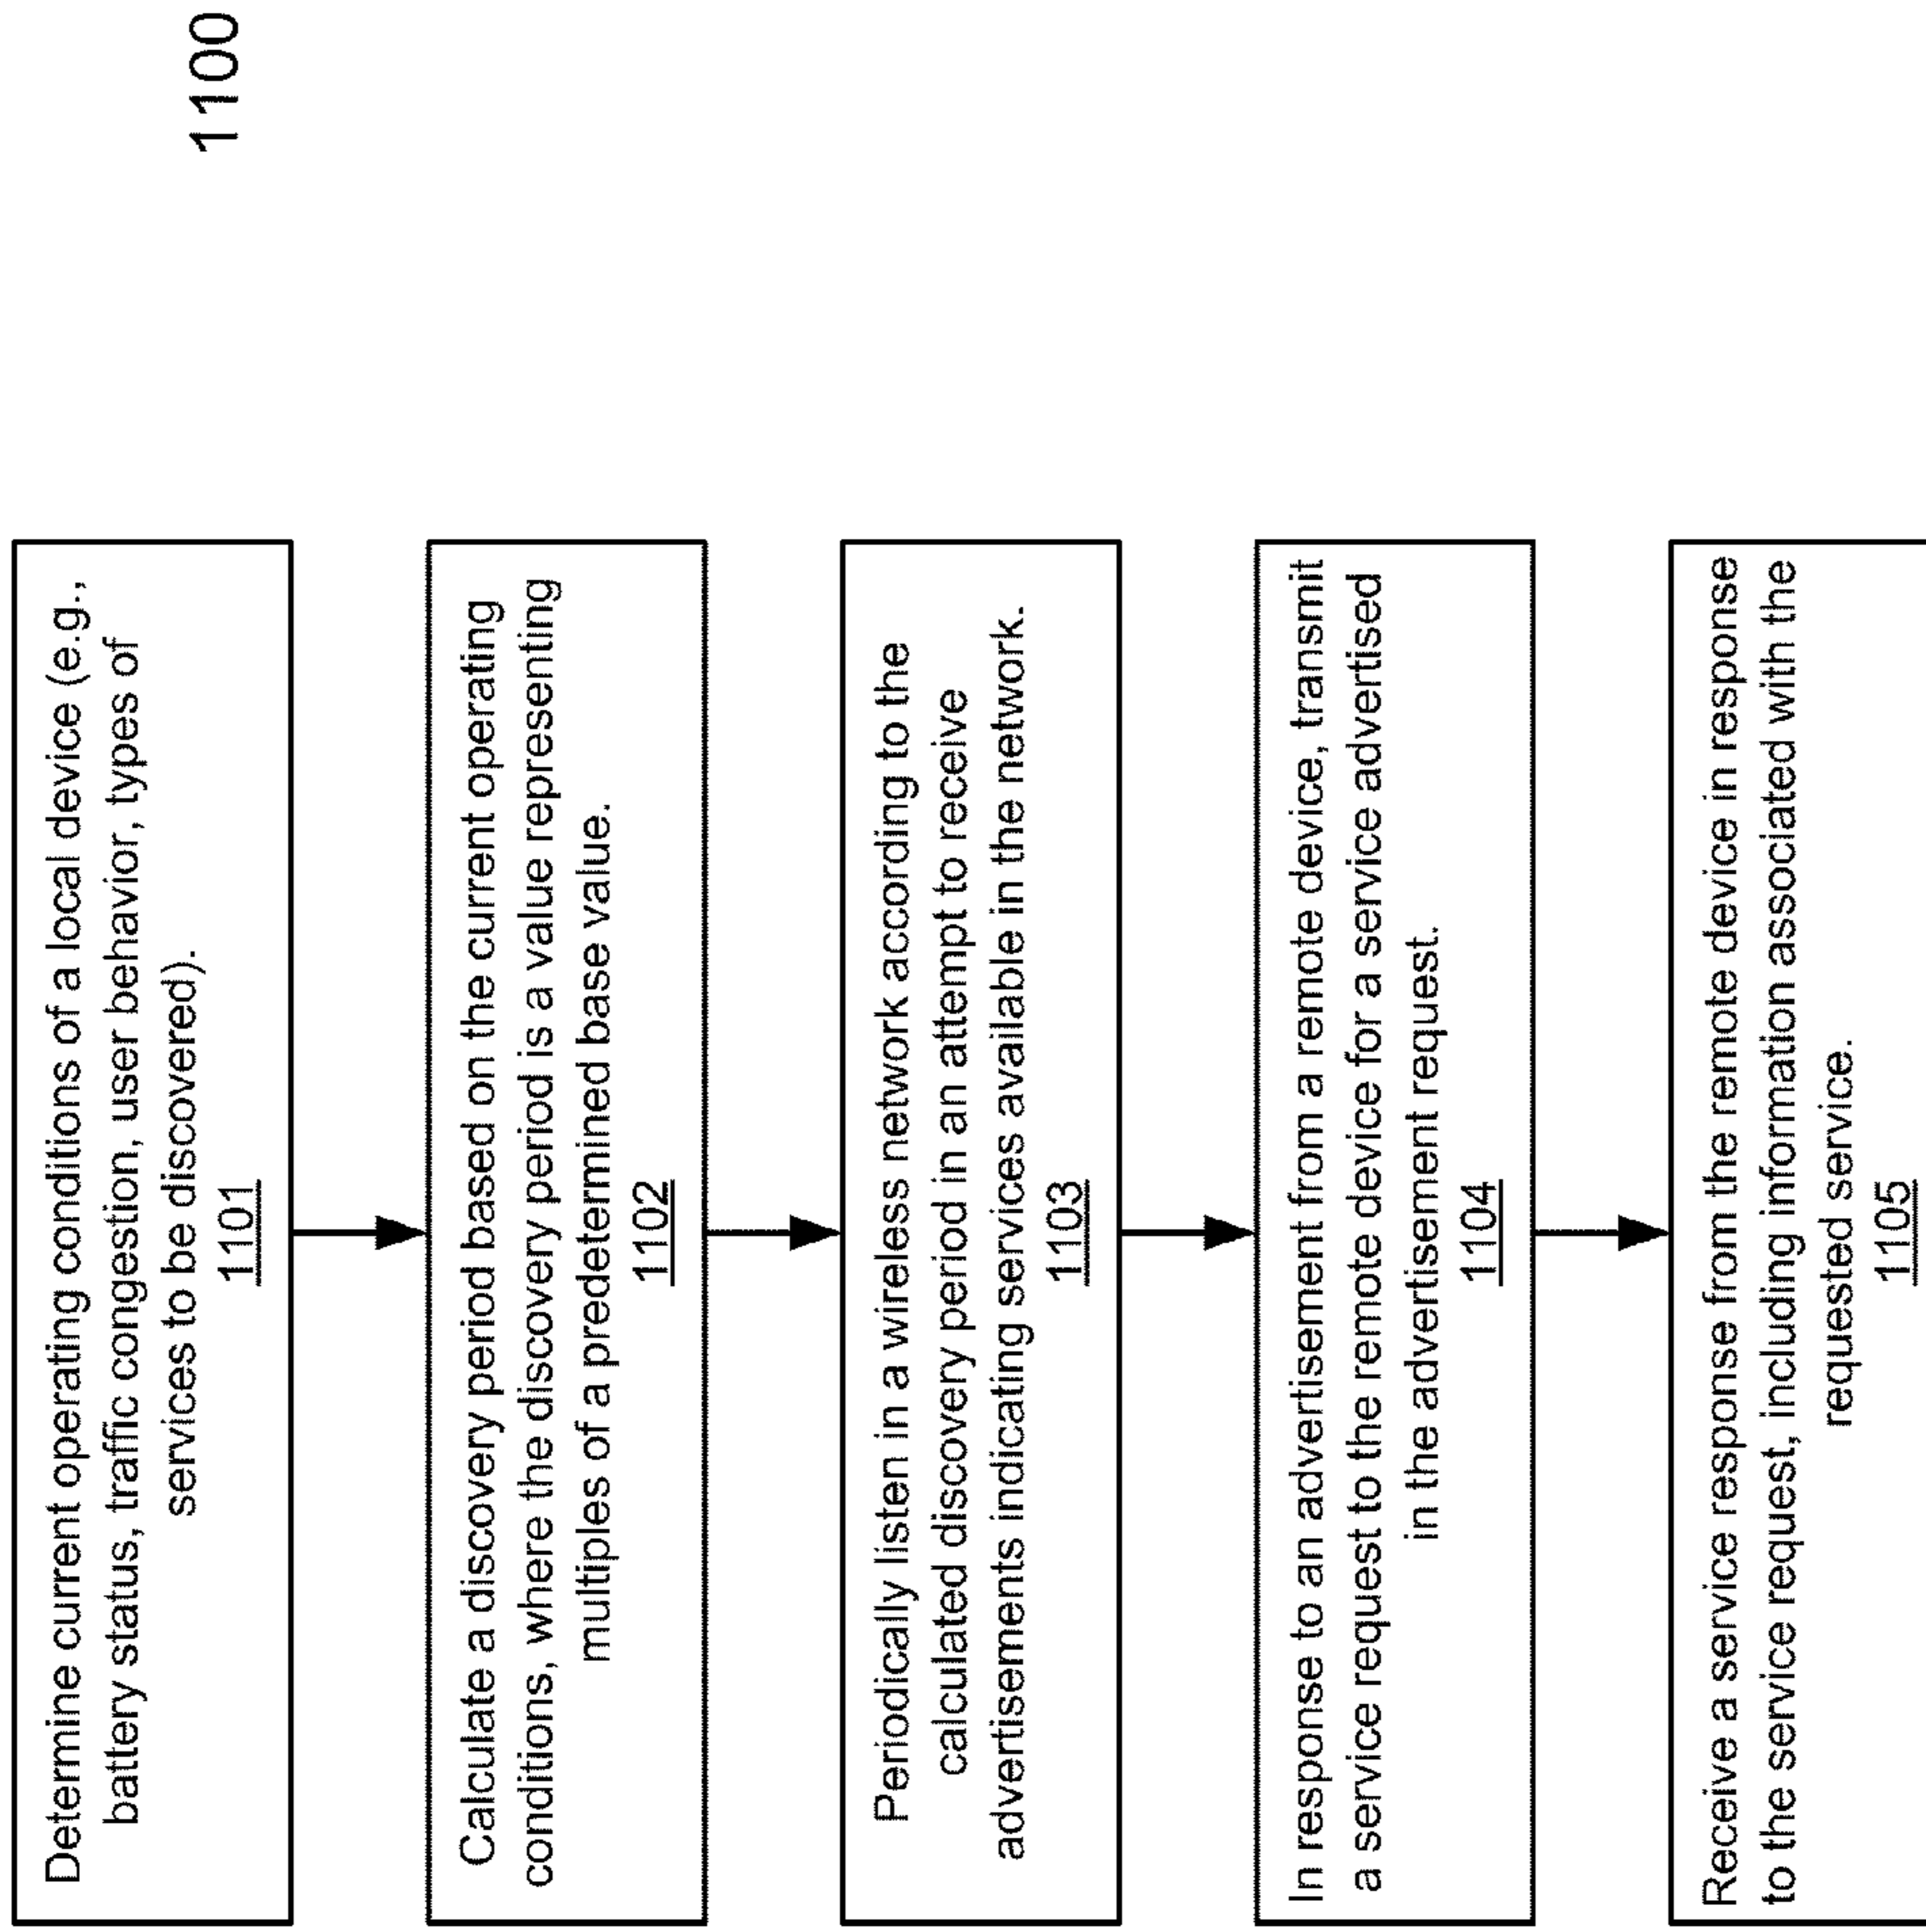 1100
Determine current operating conditions of a local device (e.g.,
battery status, traffic congestion, user behavior, types of
services to be discovered).
1101
Calculate a discovery period based on the current operating
conditions, where the discovery period is a value representing
multiples of a predetermined base value.
1102
Periodically listen in a wireless network according to the
calculated discovery period in an attempt to receive
advertisements indicating services available in the network.
1103
In response to an advertisement from a remote device, transmit
a service request to the remote device for a service advertised
in the advertisement request.
1104
Receive a service response from the remote device in response
to the service request, including information associated with the
requested service.
1105